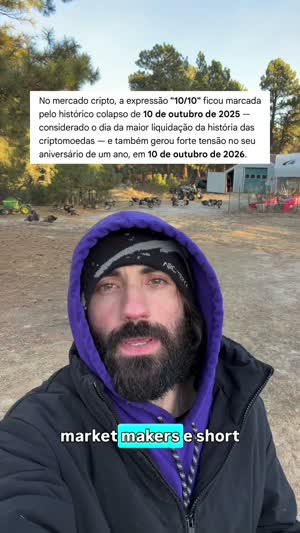 No mercado cripto, a expressão "10/10" ficou marcada
pelo histórico colapso de 10 de outubro de 2025 —
considerado o dia da maior liquidação da história das
criptomoedas — e também gerou forte tensão no seu
aniversário de um ano, em 10 de outubro de 2026.
market makers e short